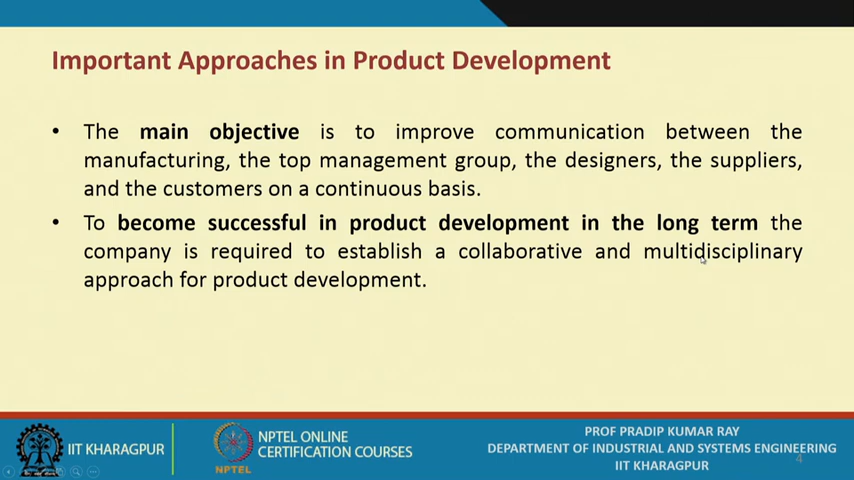 Important Approaches in Product Development
• The main objective is to improve communication between the
manufacturing, the top management group, the designers, the suppliers,
and the customers on a continuous basis.
• To become successful in product development in the long term the
company is required to establish a collaborative and multidisciplinary
approach for product development.
IIT KHARAGPUR
NPTEL
NPTEL ONLINE
CERTIFICATION COURSES
PROF PRADIP KUMAR RAY
DEPARTMENT OF INDUSTRIAL AND SYSTEMS ENGINEERING
IIT KHARAGPUR
4